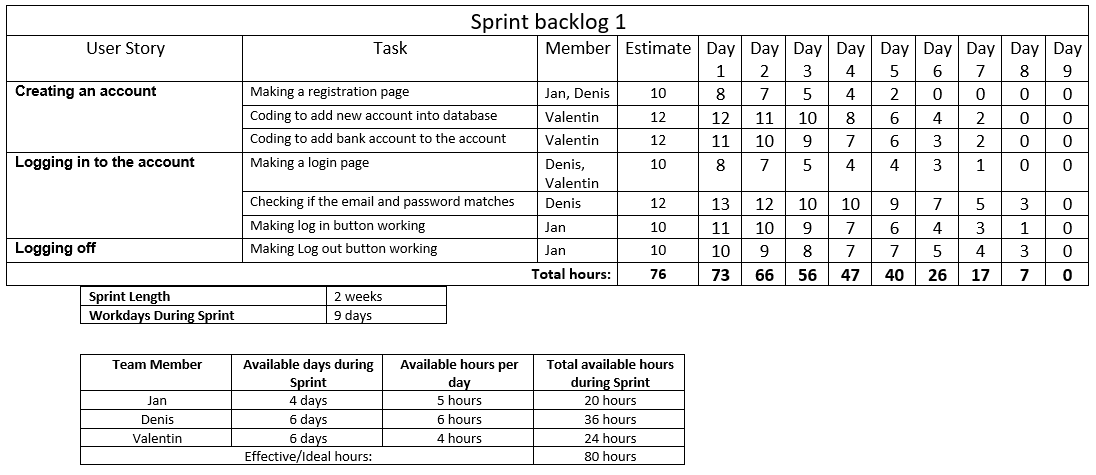 Sprint backlog 1
User Story Task Member Estimate Day 1 Day 2 Day 3 Day 4 Day 5 Day 6 Day 7 Day 8 Day 9
Creating an account Making a registration page Jan, Denis 10 8 7 5 4 2 0 0 0 0
Coding to add new account into database Valentin 12 12 11 10 8 6 4 2 0 0
Coding to add bank account to the account Valentin 12 11 10 9 7 6 3 2 0 0
Logging in to the account Making a login page Denis, Valentin 10 8 7 5 4 4 3 1 0 0
Checking if the email and password matches Denis 12 13 12 10 10 9 7 5 3 0
Making log in button working Jan 10 11 10 9 7 6 4 3 1 0
Logging off Making Log out button working Jan 10 10 9 8 7 7 5 4 3 0
Total hours: 76 73 66 56 47 40 26 17 7 0
Sprint Length 2 weeks
Workdays During Sprint 9 days
Team Member Available days during Sprint Available hours per day Total available hours during Sprint
Jan 4 days 5 hours 20 hours
Denis 6 days 6 hours 36 hours
Valentin 6 days 4 hours 24 hours
Effective/Ideal hours: 80 hours